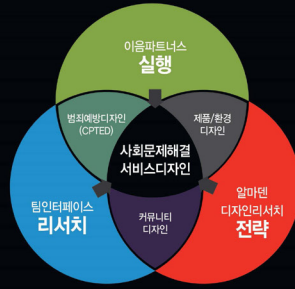 이음파트너스
실행
범죄예방디자인
(CPTED)
제품/환경
디자인
사회문제해결
서비스디자인
팀인터페이스
리서치
커뮤니티
디자인
알마덴
디자인리서치
전략